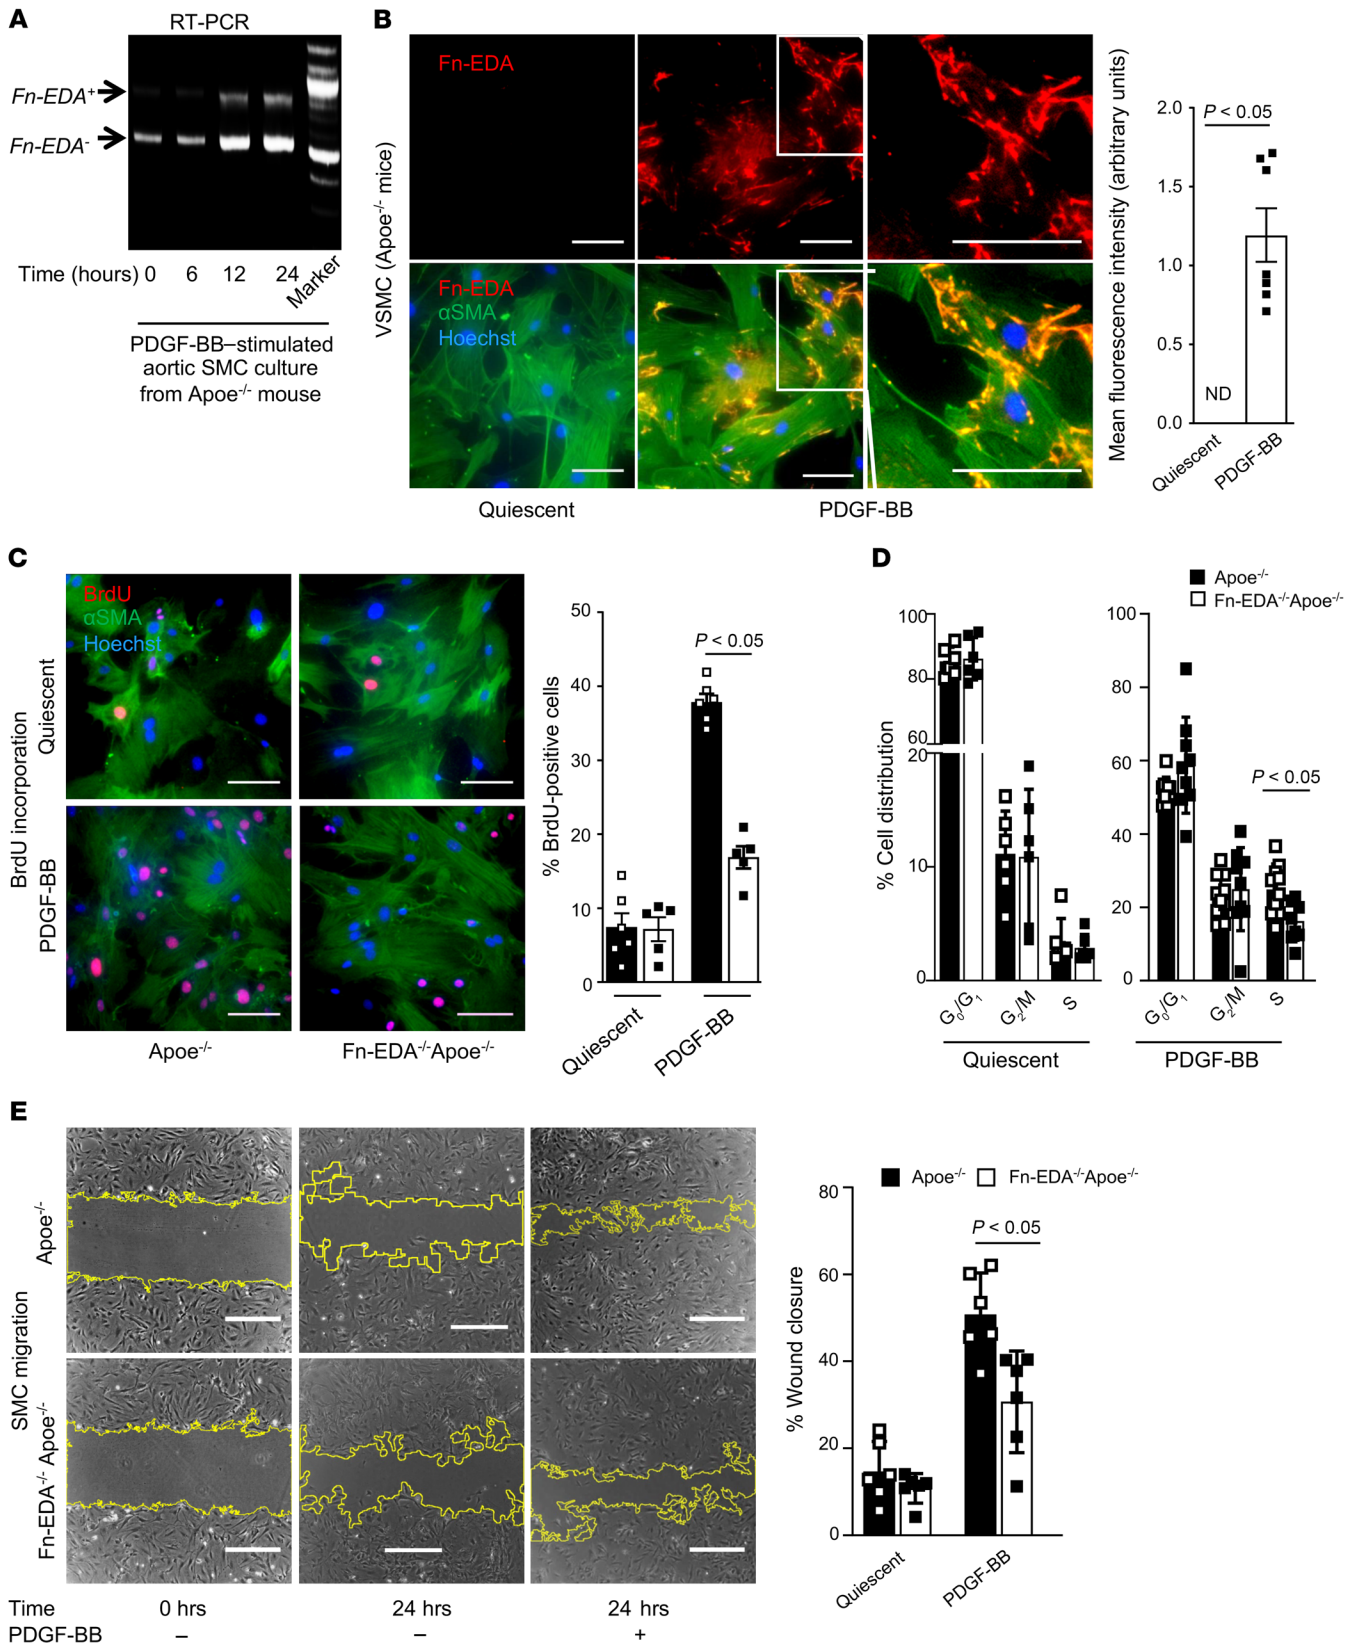 A
RT-PCR
Fn-EDA+
Fn-EDA-
Time (hours) 0 6 12 24 Marker
PDGF-BB–stimulated
aortic SMC culture
from Apoe-/- mouse
B
VSMC (Apoe-/- mice)
Fn-EDA
Fn-EDA
αSMA
Hoechst
Quiescent
PDGF-BB
Mean fluorescence intensity (arbitrary units)
2.0
1.5
1.0
0.5
0.0
P < 0.05
ND
Quiescent
PDGF-BB
C
BrdU incorporation
Quiescent
PDGF-BB
BrdU
αSMA
Hoechst
Apoe-/-
Fn-EDA-/-Apoe-/-
% BrdU-positive cells
50
40
30
20
10
0
P < 0.05
Quiescent
PDGF-BB
D
Apoe-/-
Fn-EDA-/-Apoe-/-
% Cell distribution
100
80
60
20
10
0
G0/G1
G2/M
S
Quiescent
100
80
60
40
20
0
P < 0.05
G0/G1
G2/M
S
PDGF-BB
E
SMC migration
Apoe-/-
Fn-EDA-/- Apoe-/-
Time 0 hrs 24 hrs 24 hrs
PDGF-BB – – +
Apoe-/-
Fn-EDA-/-Apoe-/-
% Wound closure
80
60
40
20
0
P < 0.05
Quiescent
PDGF-BB